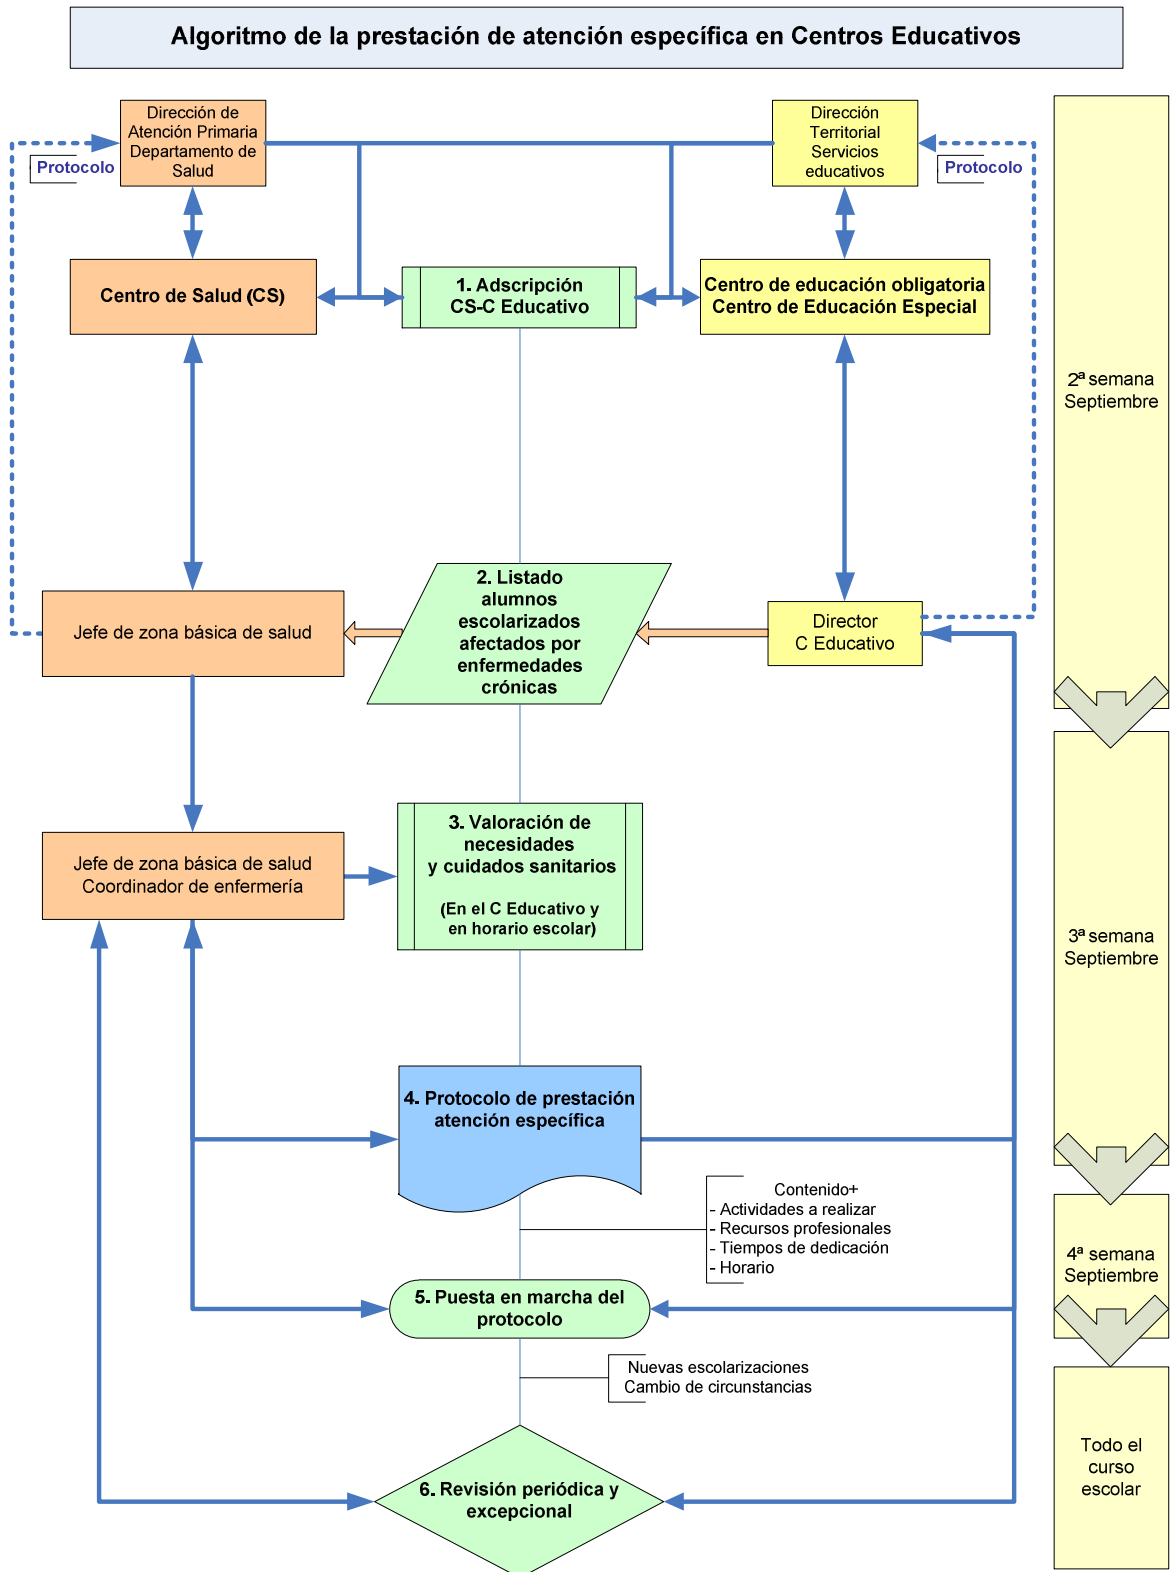 Algoritmo de la prestación de atención específica en Centros Educativos
Dirección de
Atención Primaria
Departamento de
Salud
Protocolo
Dirección
Territorial
Servicios
educativos
Protocolo
Centro de Salud (CS)
1. Adscripción
CS-C Educativo
Centro de educación obligatoria
Centro de Educación Especial
2ª semana
Septiembre
Jefe de zona básica de salud
2. Listado
alumnos
escolarizados
afectados por
enfermedades
crónicas
Director
C Educativo
Jefe de zona básica de salud
Coordinador de enfermería
3. Valoración de
necesidades
y cuidados sanitarios
(En el C Educativo y
en horario escolar)
3ª semana
Septiembre
4. Protocolo de prestación
atención específica
Contenido+
- Actividades a realizar
- Recursos profesionales
- Tiempos de dedicación
- Horario
4ª semana
Septiembre
5. Puesta en marcha del
protocolo
Nuevas escolarizaciones
Cambio de circunstancias
6. Revisión periódica y
excepcional
Todo el
curso
escolar